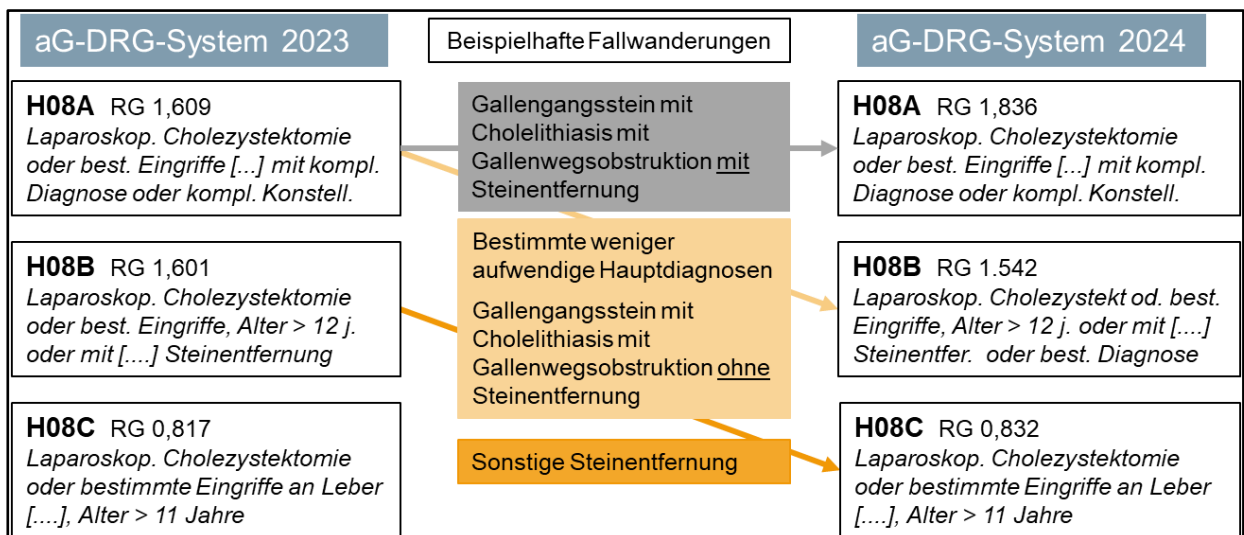 aG-DRG-System 2023
Beispielhafte Fallwanderungen
aG-DRG-System 2024
H08A RG 1,609
Laparoskop. Cholezystektomie
oder best. Eingriffe [...] mit kompl.
Diagnose oder kompl. Konstell.
H08B RG 1,601
Laparoskop. Cholezystektomie
oder best. Eingriffe, Alter > 12 j.
oder mit [....] Steinentfernung
H08C RG 0,817
Laparoskop. Cholezystektomie
oder bestimmte Eingriffe an Leber
[....], Alter > 11 Jahre
Gallengangsstein mit
Cholelithiasis mit
Gallenwegsobstruktion mit
Steinentfernung
Bestimmte weniger
aufwendige Hauptdiagnosen
Gallengangsstein mit
Cholelithiasis mit
Gallenwegsobstruktion ohne
Steinentfernung
Sonstige Steinentfernung
H08A RG 1,836
Laparoskop. Cholezystektomie
oder best. Eingriffe [...] mit kompl.
Diagnose oder kompl. Konstell.
H08B RG 1.542
Laparoskop. Cholezystekt od. best.
Eingriffe, Alter > 12 j. oder mit [....]
Steinentfer. oder best. Diagnose
H08C RG 0,832
Laparoskop. Cholezystektomie
oder bestimmte Eingriffe an Leber
[....], Alter > 11 Jahre